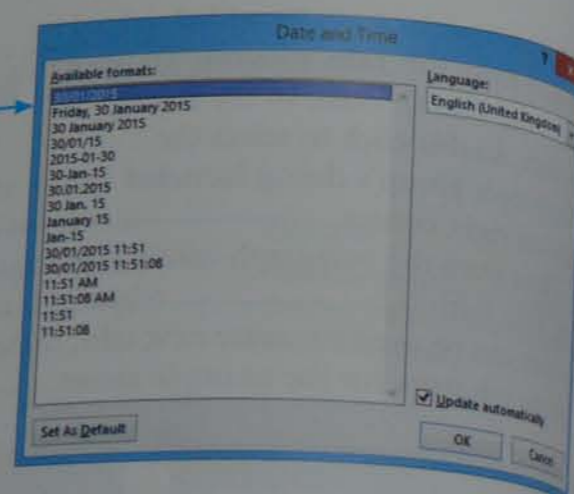 Date and Time
?
Available formats:
30/01/2015
Friday, 30 January 2015
30 January 2015
30/01/15
2015-01-30
30-Jan-15
30.01.2015
30 Jan. 15
January 15
Jan-15
30/01/2015 11:51
30/01/2015 11:51:08
11:51 AM
11:51:08 AM
11:51
11:51:08
Language:
English (United Kingdom)
Update automatically
Set As Default
OK
Cancel